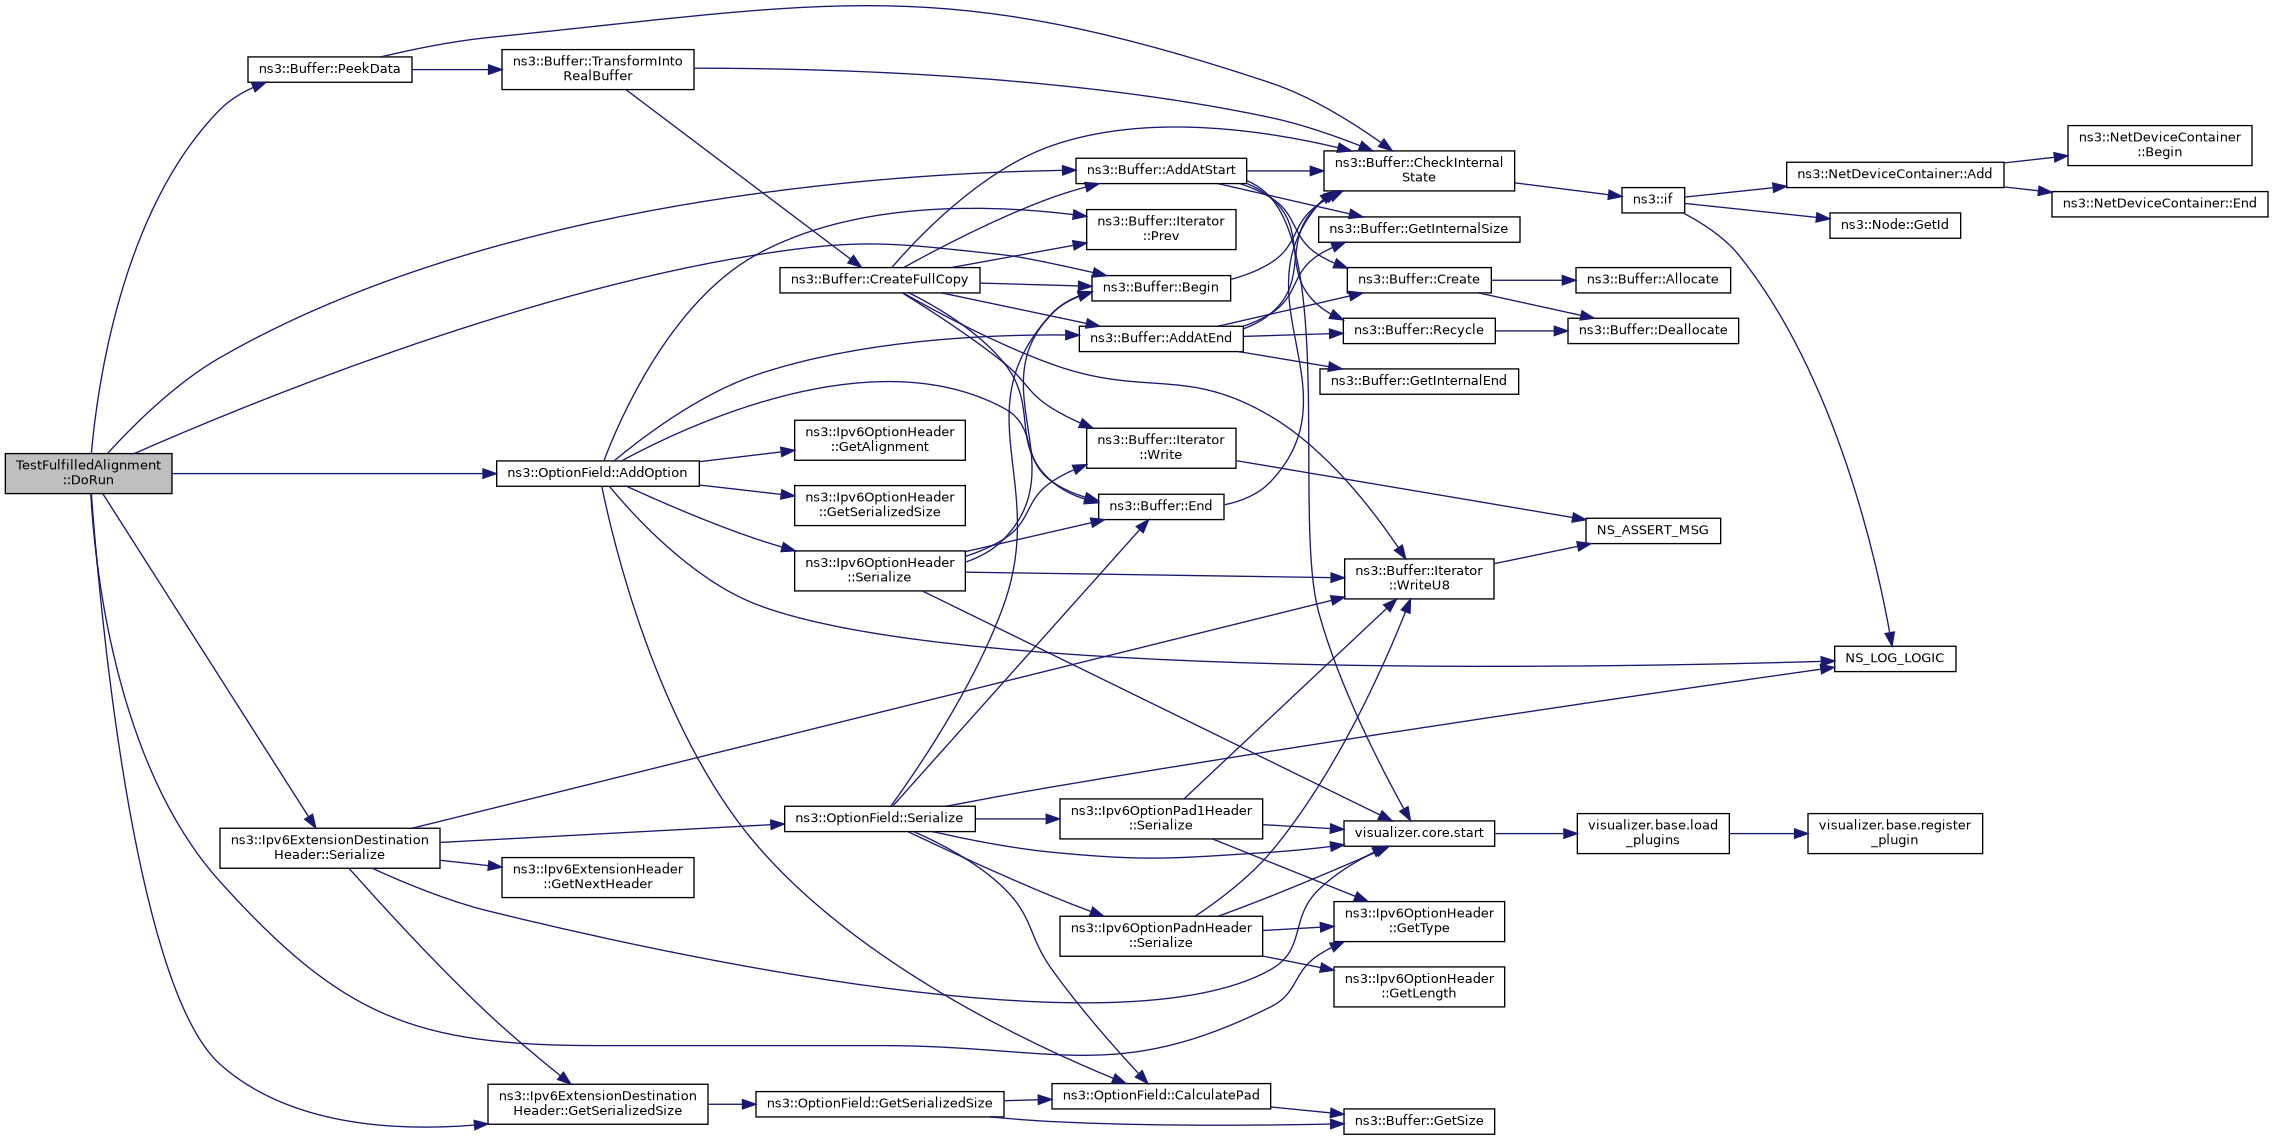 TestFulfilledAlignment
::DoRun
ns3::Buffer::PeekData
ns3::Buffer::TransformInto
RealBuffer
ns3::Buffer::CheckInternal
State
ns3::if
ns3::NetDeviceContainer::Add
ns3::NetDeviceContainer
::Begin
ns3::NetDeviceContainer::End
ns3::Node::GetId
ns3::Buffer::AddAtStart
ns3::Buffer::Iterator
::Prev
ns3::Buffer::CreateFullCopy
ns3::Buffer::Begin
ns3::Buffer::AddAtEnd
ns3::Buffer::GetInternalSize
ns3::Buffer::Create
ns3::Buffer::Allocate
ns3::Buffer::Recycle
ns3::Buffer::Deallocate
ns3::Buffer::GetInternalEnd
ns3::OptionField::AddOption
ns3::Ipv6OptionHeader
::GetAlignment
ns3::Ipv6OptionHeader
::GetSerializedSize
ns3::Ipv6OptionHeader
::Serialize
ns3::Buffer::Iterator
::Write
ns3::Buffer::End
ns3::Buffer::Iterator
::WriteU8
NS_ASSERT_MSG
NS_LOG_LOGIC
ns3::Ipv6ExtensionDestination
Header::Serialize
ns3::Ipv6ExtensionHeader
::GetNextHeader
ns3::OptionField::Serialize
ns3::Ipv6OptionPad1Header
::Serialize
visualizer.core.start
visualizer.base.load
_plugins
visualizer.base.register
_plugin
ns3::Ipv6OptionPadnHeader
::Serialize
ns3::Ipv6OptionHeader
::GetType
ns3::Ipv6OptionHeader
::GetLength
ns3::Ipv6ExtensionDestination
Header::GetSerializedSize
ns3::OptionField::GetSerializedSize
ns3::OptionField::CalculatePad
ns3::Buffer::GetSize